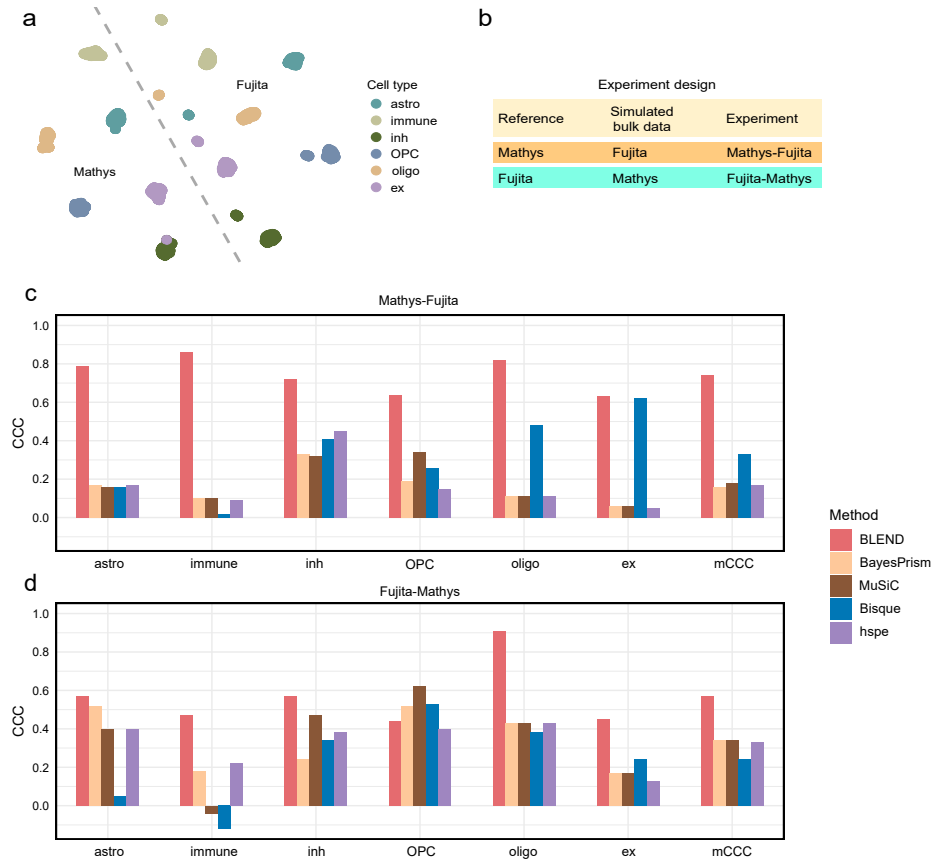 a
Fujita
Mathys
Cell type
astro
immune
inh
OPC
oligo
ex
b
Experiment design
Reference
Simulated
bulk data
Experiment
Mathys
Fujita
Mathys-Fujita
Fujita
Mathys
Fujita-Mathys
c
Mathys-Fujita
CCC
1.0
0.8
0.6
0.4
0.2
0.0
astro
immune
inh
OPC
oligo
ex
mCCC
d
Fujita-Mathys
CCC
1.0
0.8
0.6
0.4
0.2
0.0
astro
immune
inh
OPC
oligo
ex
mCCC
Method
BLEND
BayesPrism
MuSiC
Bisque
hspe